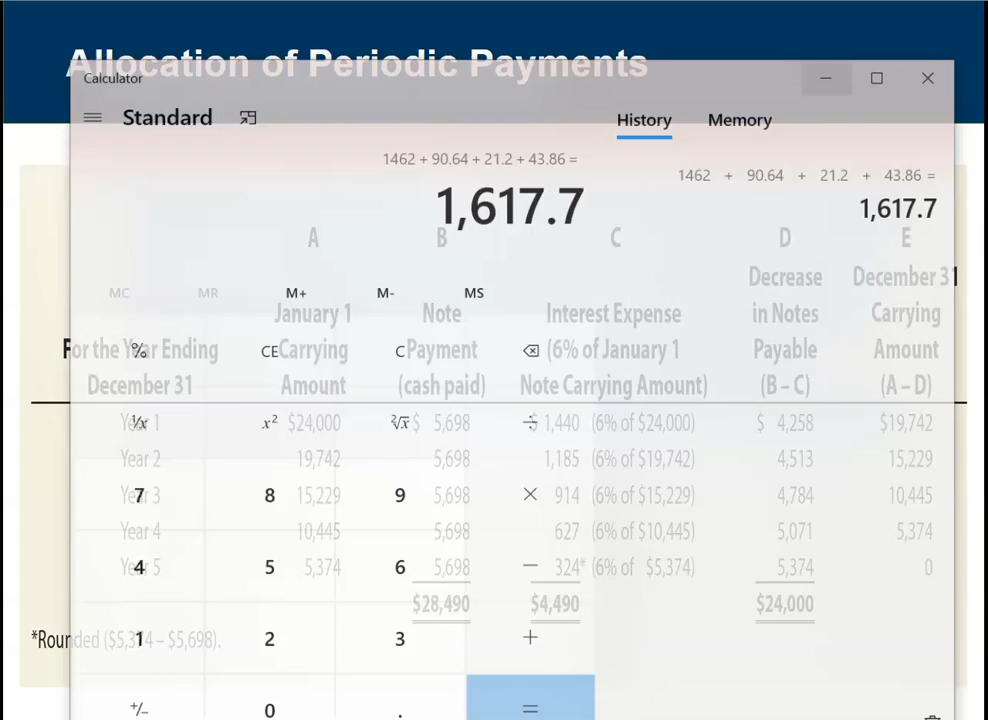 Allocation of Periodic Payments
Calculator
Standard
History Memory
1462 + 90.64 + 21.2 + 43.86 =
1,617.7
1462 + 90.64 + 21.2 + 43.86 =
1,617.7
A B C D E
MC MR M+ M- MS
Decrease December 31
January 1 Note Interest Expense in Notes Carrying
For the Year Ending Carrying Payment (6% of January 1 Payable Amount
December 31 Amount (cash paid) Note Carrying Amount) (B – C) (A – D)
% CE C
Year 1 $24,000 $ 5,698 $ 1,440 (6% of $24,000) $ 4,258 $19,742
¹⁄x x² ²√x ÷
Year 2 19,742 5,698 1,185 (6% of $19,742) 4,513 15,229
Year 3 15,229 5,698 914 (6% of $15,229) 4,784 10,445
7 8 9 ×
Year 4 10,445 5,698 627 (6% of $10,445) 5,071 5,374
Year 5 5,374 5,698 324* (6% of $5,374) 5,374 0
4 5 6 −
$28,490 $4,490 $24,000
*Rounded ($5,374 – $5,698).
1 2 3 +
+/− 0 . =